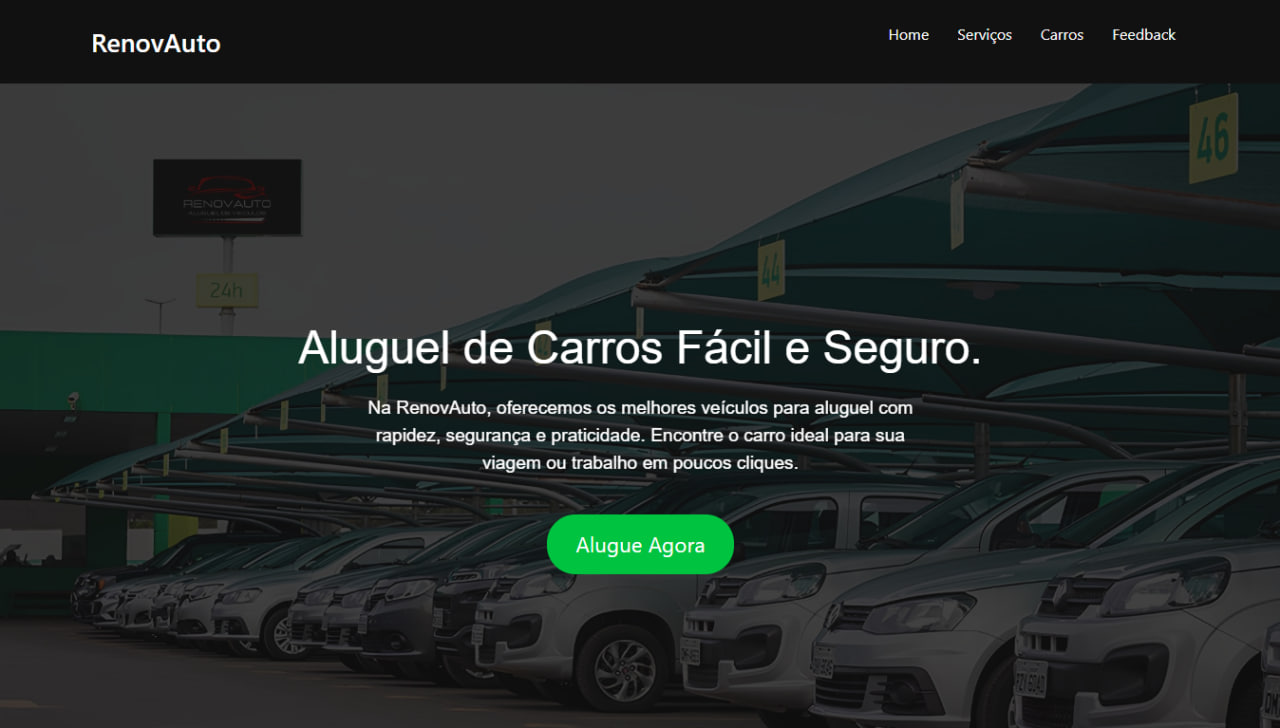 RenovAuto
Home
Serviços
Carros
Feedback
46
RENOVAUTO
ALUGUEL DE VEÍCULOS
44
24h
Aluguel de Carros Fácil e Seguro.
Na RenovAuto, oferecemos os melhores veículos para aluguel com
rapidez, segurança e praticidade. Encontre o carro ideal para sua
viagem ou trabalho em poucos cliques.
Alugue Agora